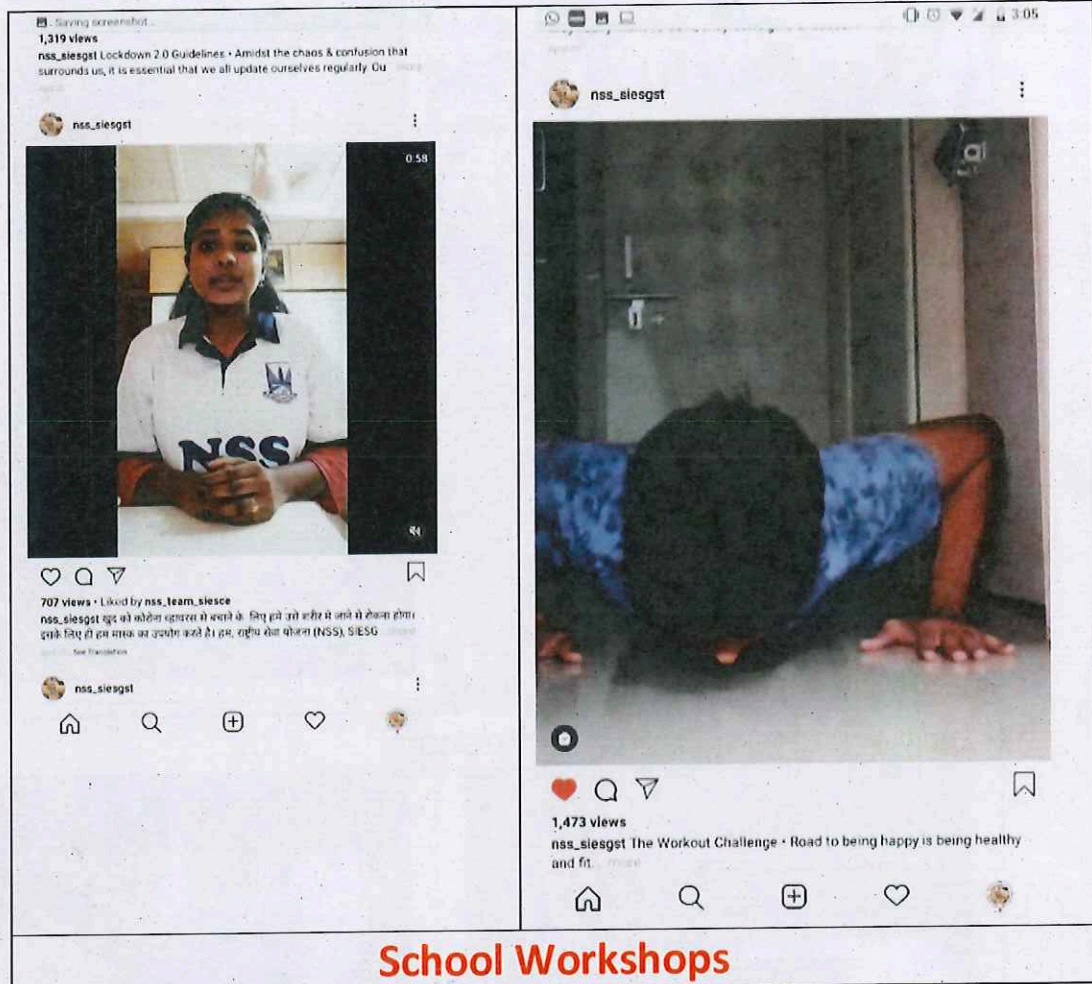 Saving screenshot...
1,319 views
nss_siesgst Lockdown 2.0 Guidelines • Amidst the chaos & confusion that
surrounds us, it is essential that we all update ourselves regularly. Ou more
nss_siesgst
0:58
NSS
707 views • Liked by nss_team_siesce
nss_siesgst खुद को कोरोना व्हायरस से बचाने के लिए हमे उसे शरीर मे जाने से रोकना होगा।
इसके लिए ही हम मास्क का उपयोग करते है। हम, राष्ट्रीय सेवा योजना (NSS), SIESG
See Translation
nss_siesgst
3:05
nss_siesgst
1,473 views
nss_siesgst The Workout Challenge • Road to being happy is being healthy
and fit. more
School Workshops